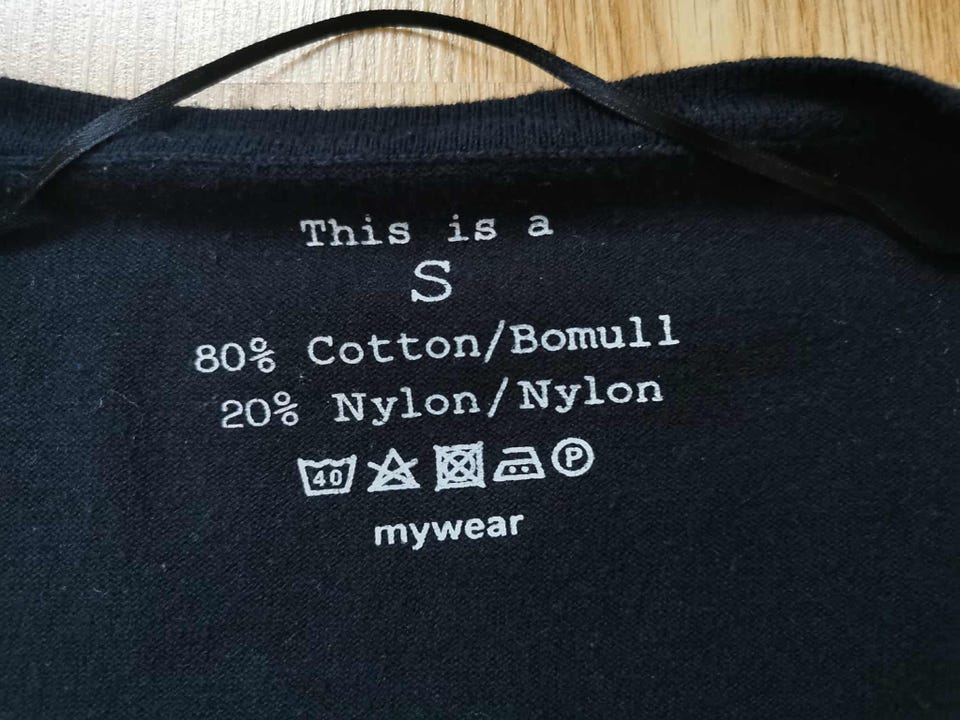 This is a
S
80% Cotton/Bomull
20% Nylon/Nylon
40 P
mywear